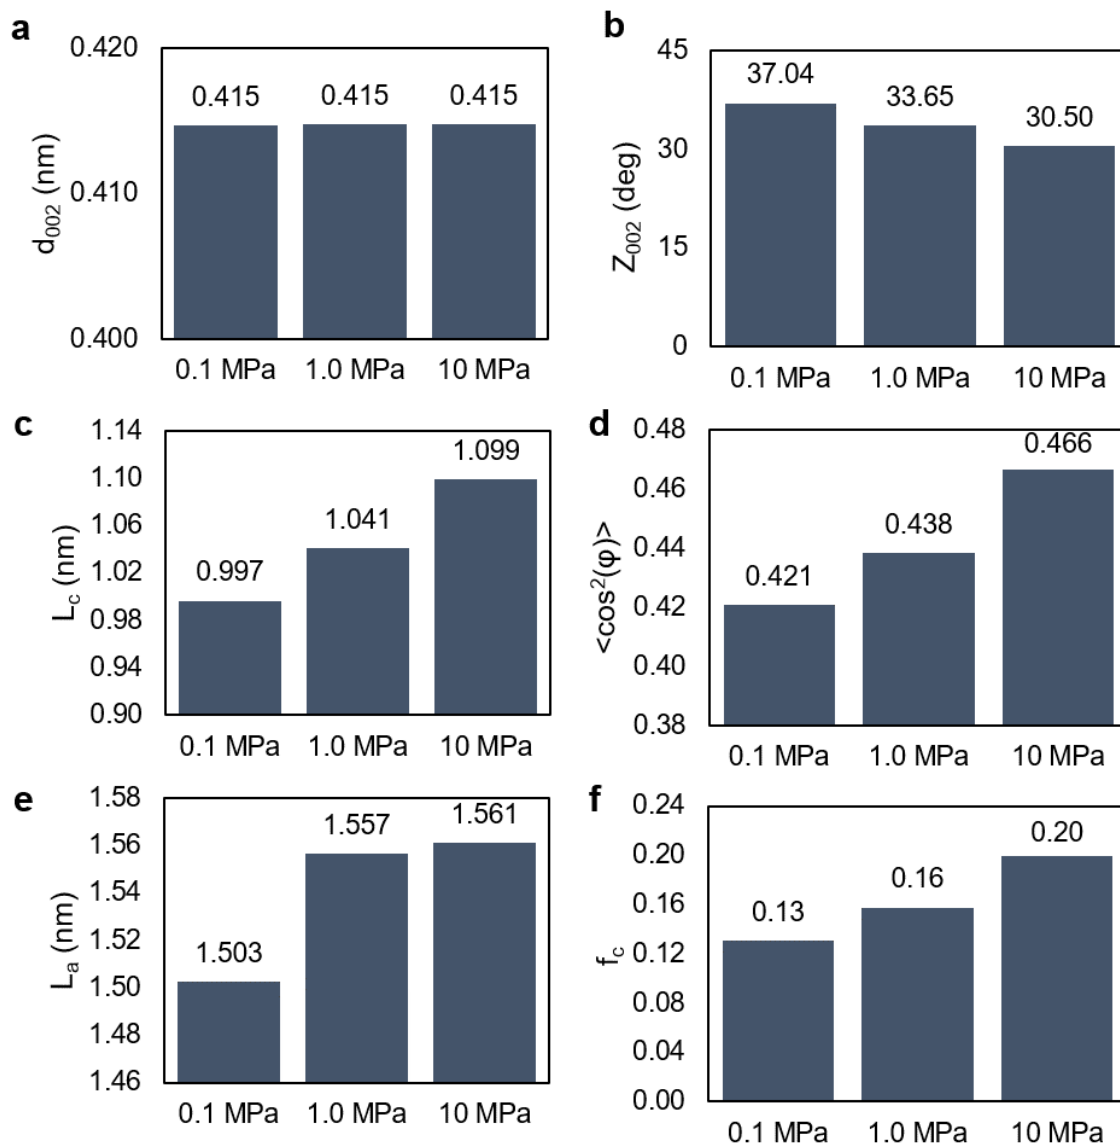 a
0.420
0.410
0.400
d002 (nm)
0.415 0.415 0.415
0.1 MPa 1.0 MPa 10 MPa
b
45
30
15
0
Z002 (deg)
37.04 33.65 30.50
0.1 MPa 1.0 MPa 10 MPa
c
1.14
1.10
1.06
1.02
0.98
0.94
0.90
Lc (nm)
0.997 1.041 1.099
0.1 MPa 1.0 MPa 10 MPa
d
0.48
0.46
0.44
0.42
0.40
0.38
<cos²(φ)>
0.421 0.438 0.466
0.1 MPa 1.0 MPa 10 MPa
e
1.58
1.56
1.54
1.52
1.50
1.48
1.46
La (nm)
1.503 1.557 1.561
0.1 MPa 1.0 MPa 10 MPa
f
0.24
0.20
0.16
0.12
0.08
0.04
0.00
fc
0.13 0.16 0.20
0.1 MPa 1.0 MPa 10 MPa